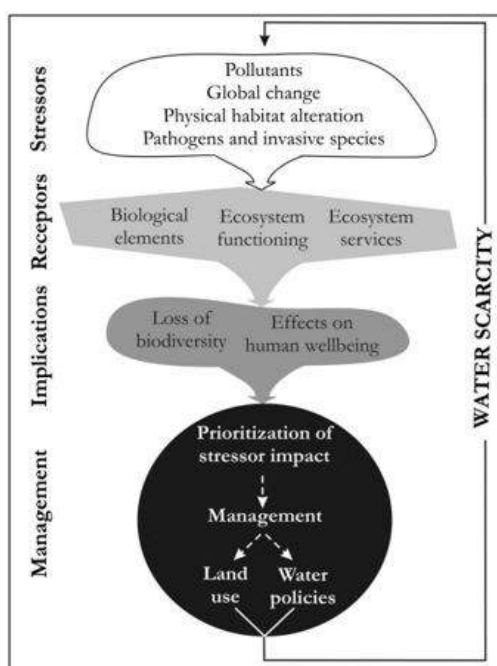 Stressors
Pollutants
Global change
Physical habitat alteration
Pathogens and invasive species
Receptors
Biological
elements
Ecosystem
functioning
Ecosystem
services
Implications
Loss of
biodiversity
Effects on
human wellbeing
Management
Prioritization of
stressor impact
Management
Land
use
Water
policies
WATER SCARCITY